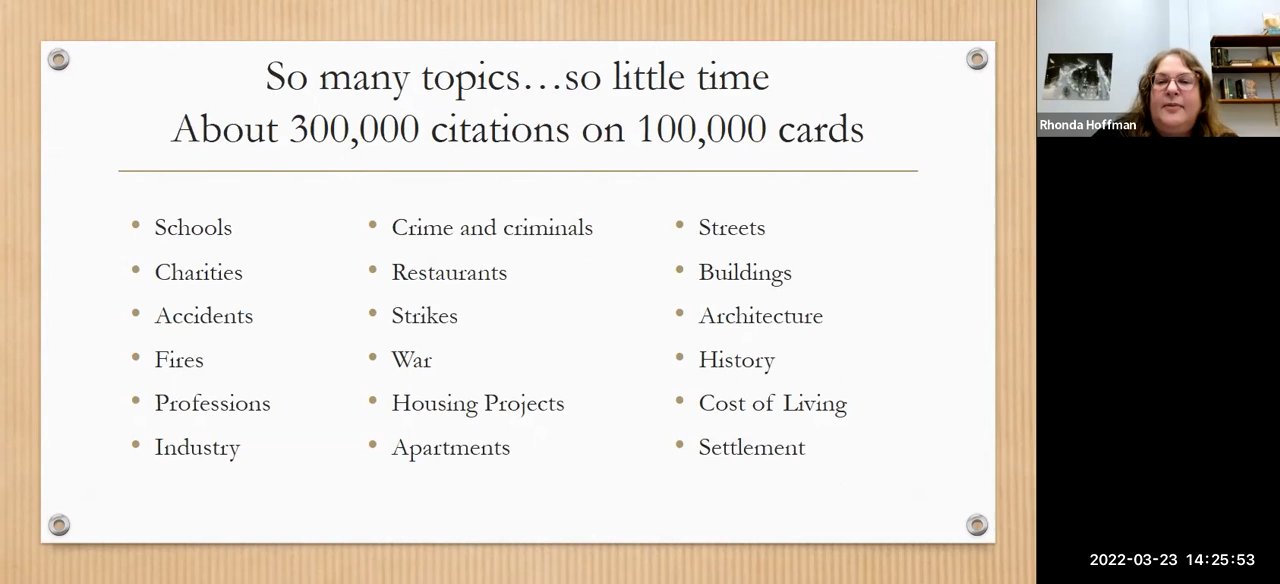 So many topics…so little time
About 300,000 citations on 100,000 cards
• Schools
• Charities
• Accidents
• Fires
• Professions
• Industry
• Crime and criminals
• Restaurants
• Strikes
• War
• Housing Projects
• Apartments
• Streets
• Buildings
• Architecture
• History
• Cost of Living
• Settlement
Rhonda Hoffman
2022-03-23 14:25:53